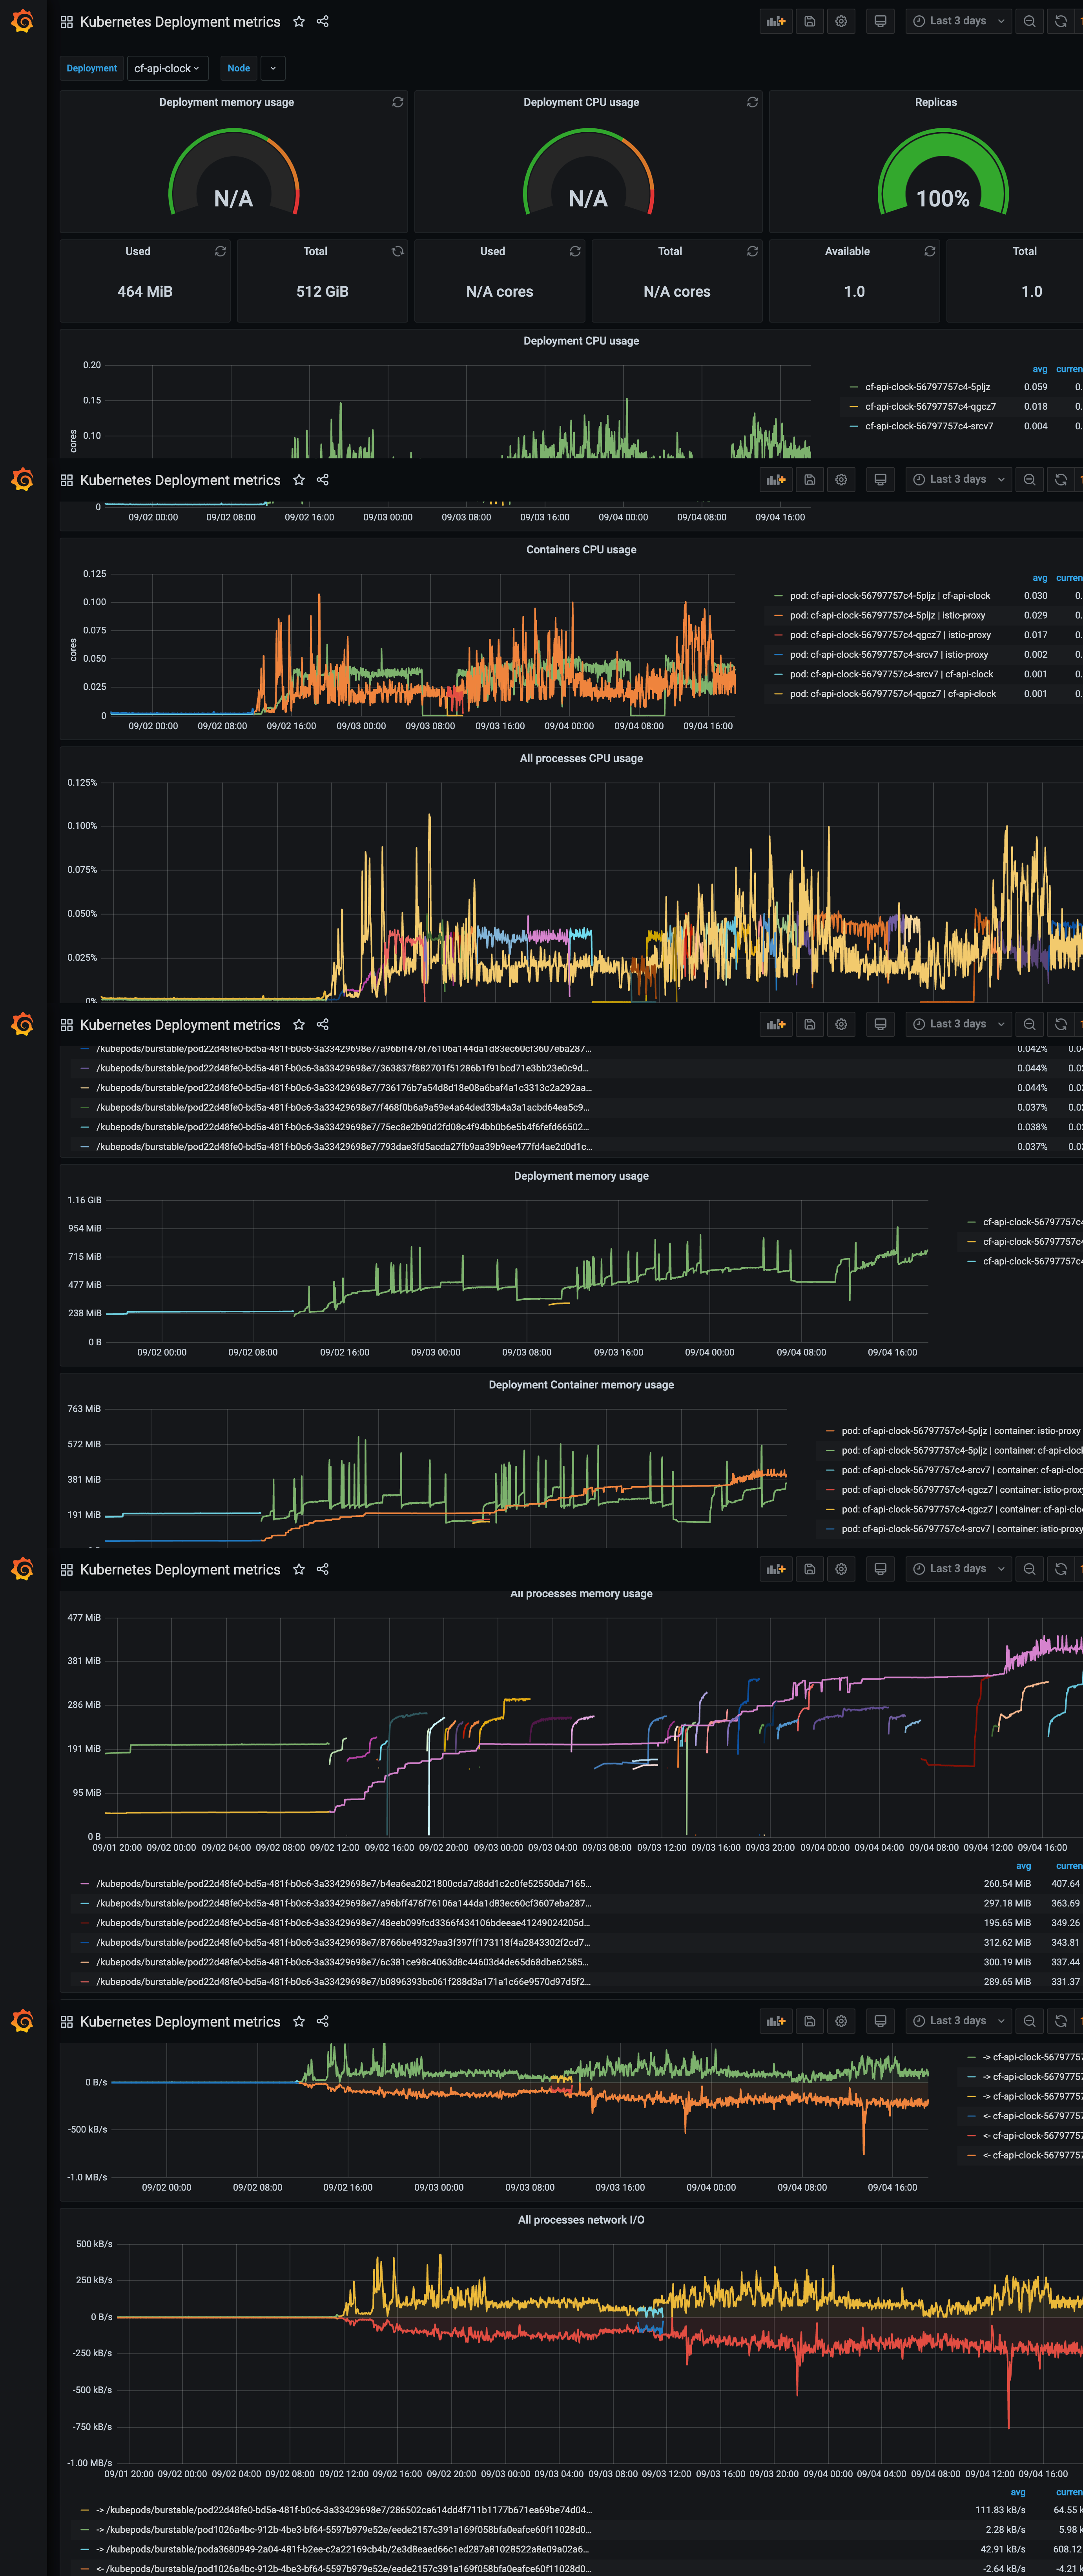 Kubernetes Deployment metrics
Last 3 days
Deployment cf-api-clock Node
Deployment memory usage
N/A
Deployment CPU usage
N/A
Replicas
100%
Used
464 MiB
Total
512 GiB
Used
N/A cores
Total
N/A cores
Available
1.0
Total
1.0
Deployment CPU usage
0.20
0.15
0.10
cores
avg curren
cf-api-clock-56797757c4-5pljz 0.059 0.
cf-api-clock-56797757c4-qgcz7 0.018 0.
cf-api-clock-56797757c4-srcv7 0.004 0.
Kubernetes Deployment metrics
Last 3 days
0
09/02 00:00 09/02 08:00 09/02 16:00 09/03 00:00 09/03 08:00 09/03 16:00 09/04 00:00 09/04 08:00 09/04 16:00
Containers CPU usage
0.125
0.100
0.075
0.050
0.025
0
cores
09/02 00:00 09/02 08:00 09/02 16:00 09/03 00:00 09/03 08:00 09/03 16:00 09/04 00:00 09/04 08:00 09/04 16:00
avg curren
pod: cf-api-clock-56797757c4-5pljz | cf-api-clock 0.030 0.
pod: cf-api-clock-56797757c4-5pljz | istio-proxy 0.029 0.
pod: cf-api-clock-56797757c4-qgcz7 | istio-proxy 0.017 0.
pod: cf-api-clock-56797757c4-srcv7 | istio-proxy 0.002 0.
pod: cf-api-clock-56797757c4-srcv7 | cf-api-clock 0.001 0.
pod: cf-api-clock-56797757c4-qgcz7 | cf-api-clock 0.001 0.
All processes CPU usage
0.125%
0.100%
0.075%
0.050%
0.025%
0%
Kubernetes Deployment metrics
Last 3 days
/kubepods/burstable/pod22d48fe0-bd5a-481f-b0c6-3a33429698e7/a96bff476f76106a144da1d83ec60cf3607eba287... 0.042% 0.04
/kubepods/burstable/pod22d48fe0-bd5a-481f-b0c6-3a33429698e7/363837f882701f51286b1f91bcd71e3bb23e0c9d... 0.044% 0.02
/kubepods/burstable/pod22d48fe0-bd5a-481f-b0c6-3a33429698e7/736176b7a54d8d18e08a6baf4a1c3313c2a292aa... 0.044% 0.02
/kubepods/burstable/pod22d48fe0-bd5a-481f-b0c6-3a33429698e7/f468f0b6a9a59e4a64ded33b4a3a1acbd64ea5c9... 0.037% 0.02
/kubepods/burstable/pod22d48fe0-bd5a-481f-b0c6-3a33429698e7/75ec8e2b90d2fd08c4f94bb0b6e5b4f6fefd66502... 0.038% 0.02
/kubepods/burstable/pod22d48fe0-bd5a-481f-b0c6-3a33429698e7/793dae3fd5acda27fb9aa39b9ee477fd4ae2d0d1c... 0.037% 0.02
Deployment memory usage
1.16 GiB
954 MiB
715 MiB
477 MiB
238 MiB
0 B
09/02 00:00 09/02 08:00 09/02 16:00 09/03 00:00 09/03 08:00 09/03 16:00 09/04 00:00 09/04 08:00 09/04 16:00
cf-api-clock-56797757c4
cf-api-clock-56797757c4
cf-api-clock-56797757c4
Deployment Container memory usage
763 MiB
572 MiB
381 MiB
191 MiB
pod: cf-api-clock-56797757c4-5pljz | container: istio-proxy
pod: cf-api-clock-56797757c4-5pljz | container: cf-api-clock
pod: cf-api-clock-56797757c4-srcv7 | container: cf-api-cloc
pod: cf-api-clock-56797757c4-qgcz7 | container: istio-proxy
pod: cf-api-clock-56797757c4-qgcz7 | container: cf-api-clo
pod: cf-api-clock-56797757c4-srcv7 | container: istio-proxy
Kubernetes Deployment metrics
Last 3 days
All processes memory usage
477 MiB
381 MiB
286 MiB
191 MiB
95 MiB
0 B
09/01 20:00 09/02 00:00 09/02 04:00 09/02 08:00 09/02 12:00 09/02 16:00 09/02 20:00 09/03 00:00 09/03 04:00 09/03 08:00 09/03 12:00 09/03 16:00 09/03 20:00 09/04 00:00 09/04 04:00 09/04 08:00 09/04 12:00 09/04 16:00
avg curren
/kubepods/burstable/pod22d48fe0-bd5a-481f-b0c6-3a33429698e7/b4ea6ea2021800cda7d8dd1c2c0fe52550da7165... 260.54 MiB 407.64
/kubepods/burstable/pod22d48fe0-bd5a-481f-b0c6-3a33429698e7/a96bff476f76106a144da1d83ec60cf3607eba287... 297.18 MiB 363.69
/kubepods/burstable/pod22d48fe0-bd5a-481f-b0c6-3a33429698e7/48eeb099fcd3366f434106bdeeae41249024205d... 195.65 MiB 349.26
/kubepods/burstable/pod22d48fe0-bd5a-481f-b0c6-3a33429698e7/8766be49329aa3f397ff173118f4a2843302f2cd7... 312.62 MiB 343.81
/kubepods/burstable/pod22d48fe0-bd5a-481f-b0c6-3a33429698e7/6c381ce98c4063d8c44603d4de65d68dbe62585... 300.19 MiB 337.44
/kubepods/burstable/pod22d48fe0-bd5a-481f-b0c6-3a33429698e7/b0896393bc061f288d3a171a1c66e9570d97d5f2... 289.65 MiB 331.37
Kubernetes Deployment metrics
Last 3 days
0 B/s
-500 kB/s
-1.0 MB/s
09/02 00:00 09/02 08:00 09/02 16:00 09/03 00:00 09/03 08:00 09/03 16:00 09/04 00:00 09/04 08:00 09/04 16:00
-> cf-api-clock-5679775
-> cf-api-clock-5679775
-> cf-api-clock-5679775
<- cf-api-clock-5679775
<- cf-api-clock-5679775
<- cf-api-clock-5679775
All processes network I/O
500 kB/s
250 kB/s
0 B/s
-250 kB/s
-500 kB/s
-750 kB/s
-1.00 MB/s
09/01 20:00 09/02 00:00 09/02 04:00 09/02 08:00 09/02 12:00 09/02 16:00 09/02 20:00 09/03 00:00 09/03 04:00 09/03 08:00 09/03 12:00 09/03 16:00 09/03 20:00 09/04 00:00 09/04 04:00 09/04 08:00 09/04 12:00 09/04 16:00
avg curren
-> /kubepods/burstable/pod22d48fe0-bd5a-481f-b0c6-3a33429698e7/286502ca614dd4f711b1177b671ea69be74d04... 111.83 kB/s 64.55 k
-> /kubepods/burstable/pod1026a4bc-912b-4be3-bf64-5597b979e52e/eede2157c391a169f058bfa0eafce60f11028d0... 2.28 kB/s 5.98 k
-> /kubepods/burstable/poda3680949-2a04-481f-b2ee-c2a22169cb4b/2e3d8eaed66c1ed287a81028522a8e09a02a6... 42.91 kB/s 608.12
<- /kubepods/burstable/pod1026a4bc-912b-4be3-bf64-5597b979e52e/eede2157c391a169f058bfa0eafce60f11028d0... -2.64 kB/s -4.21 k